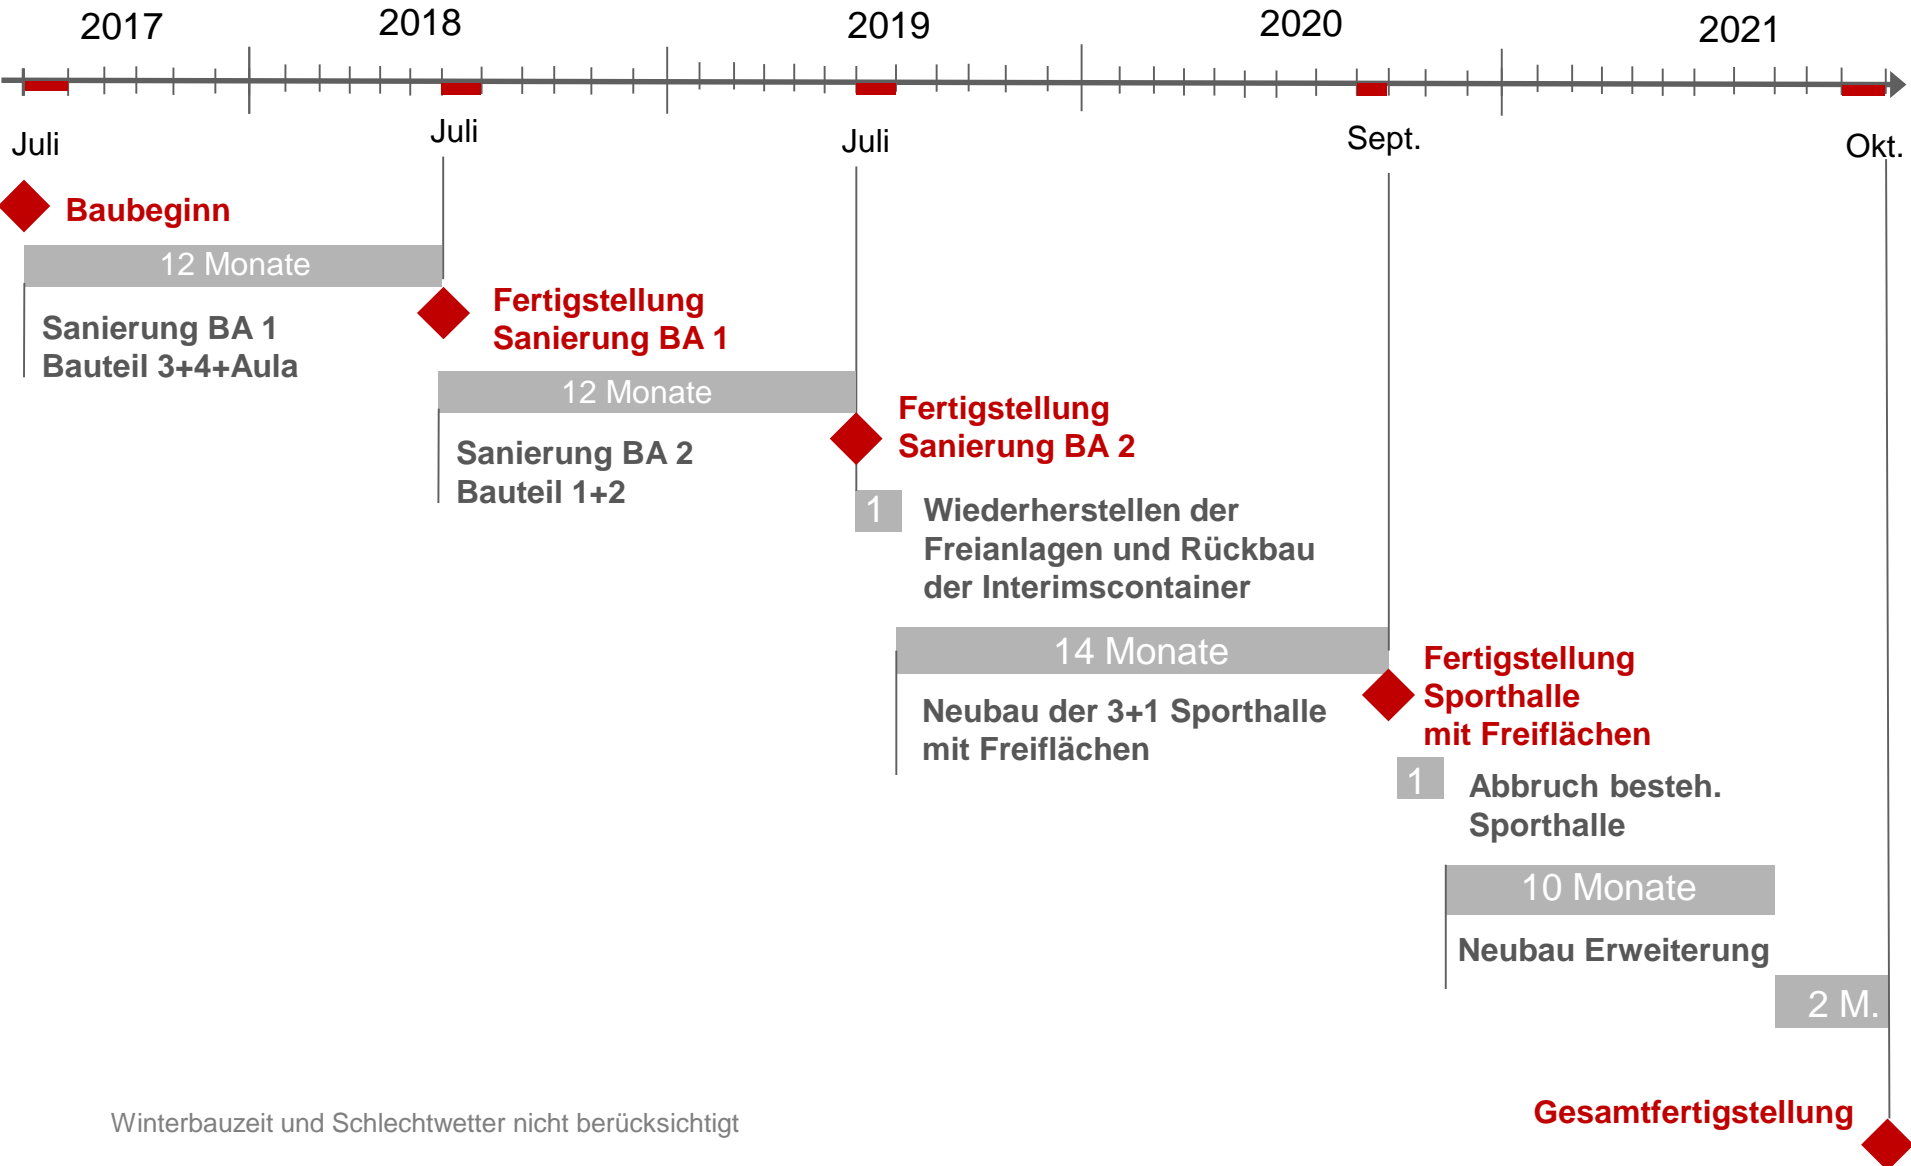 2017
2018
2019
2020
2021
Juli
Juli
Juli
Sept.
Okt.
Baubeginn
12 Monate
Sanierung BA 1
Bauteil 3+4+Aula
Fertigstellung
Sanierung BA 1
12 Monate
Sanierung BA 2
Bauteil 1+2
Fertigstellung
Sanierung BA 2
1
Wiederherstellen der
Freianlagen und Rückbau
der Interimscontainer
14 Monate
Neubau der 3+1 Sporthalle
mit Freiflächen
Fertigstellung
Sporthalle
mit Freiflächen
1
Abbruch besteh.
Sporthalle
10 Monate
Neubau Erweiterung
2 M.
Gesamtfertigstellung
Winterbauzeit und Schlechtwetter nicht berücksichtigt